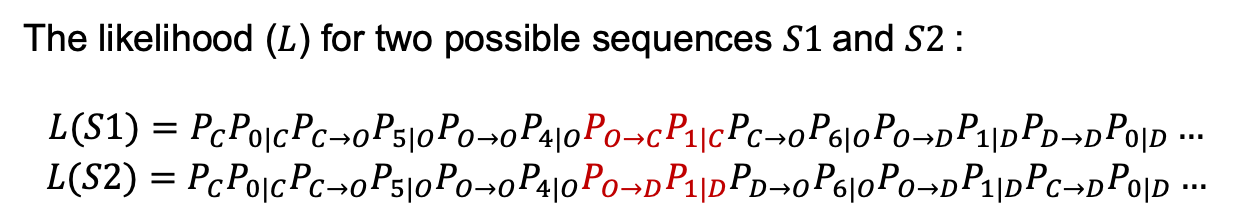 The likelihood (L) for two possible sequences S1 and S2 :
L(S1) = P_C P_{0|C} P_{C→O} P_{5|O} P_{O→O} P_{4|O} P_{O→C} P_{1|C} P_{C→O} P_{6|O} P_{O→D} P_{1|D} P_{D→D} P_{0|D} ...
L(S2) = P_C P_{0|C} P_{C→O} P_{5|O} P_{O→O} P_{4|O} P_{O→D} P_{1|D} P_{D→O} P_{6|O} P_{O→D} P_{1|D} P_{C→D} P_{0|D} ...